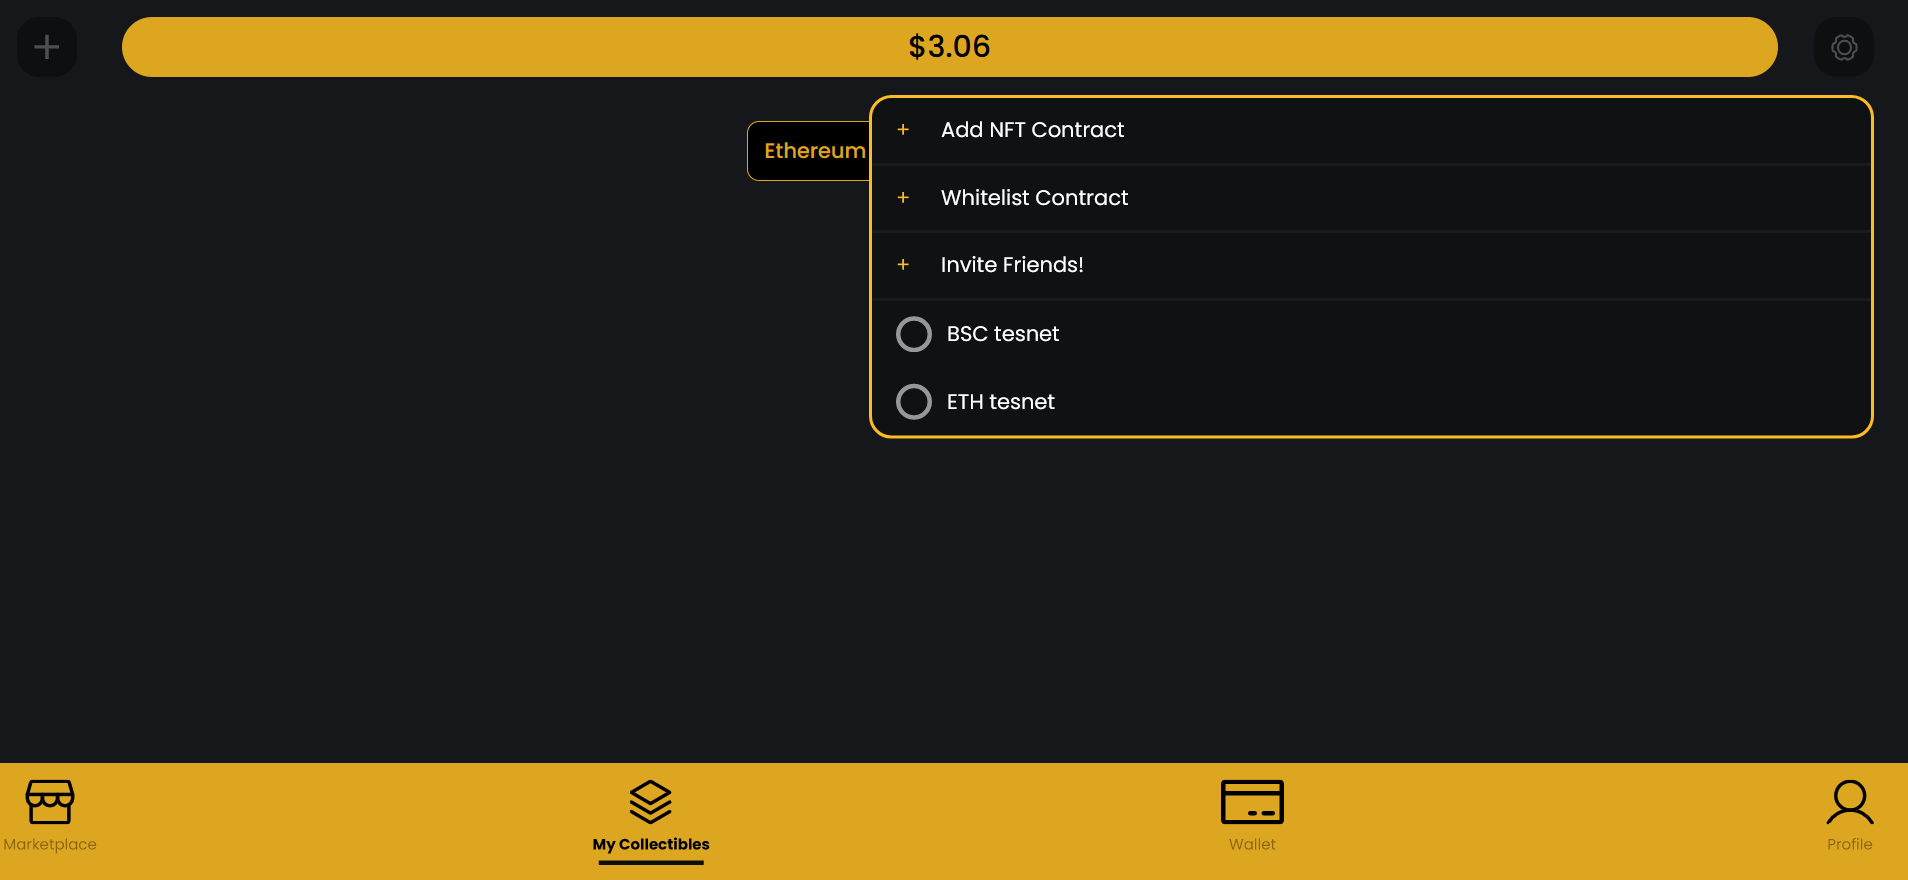 $3.06
Ethereum
+ Add NFT Contract
+ Whitelist Contract
+ Invite Friends!
BSC tesnet
ETH tesnet
Marketplace
My Collectibles
Wallet
Profile